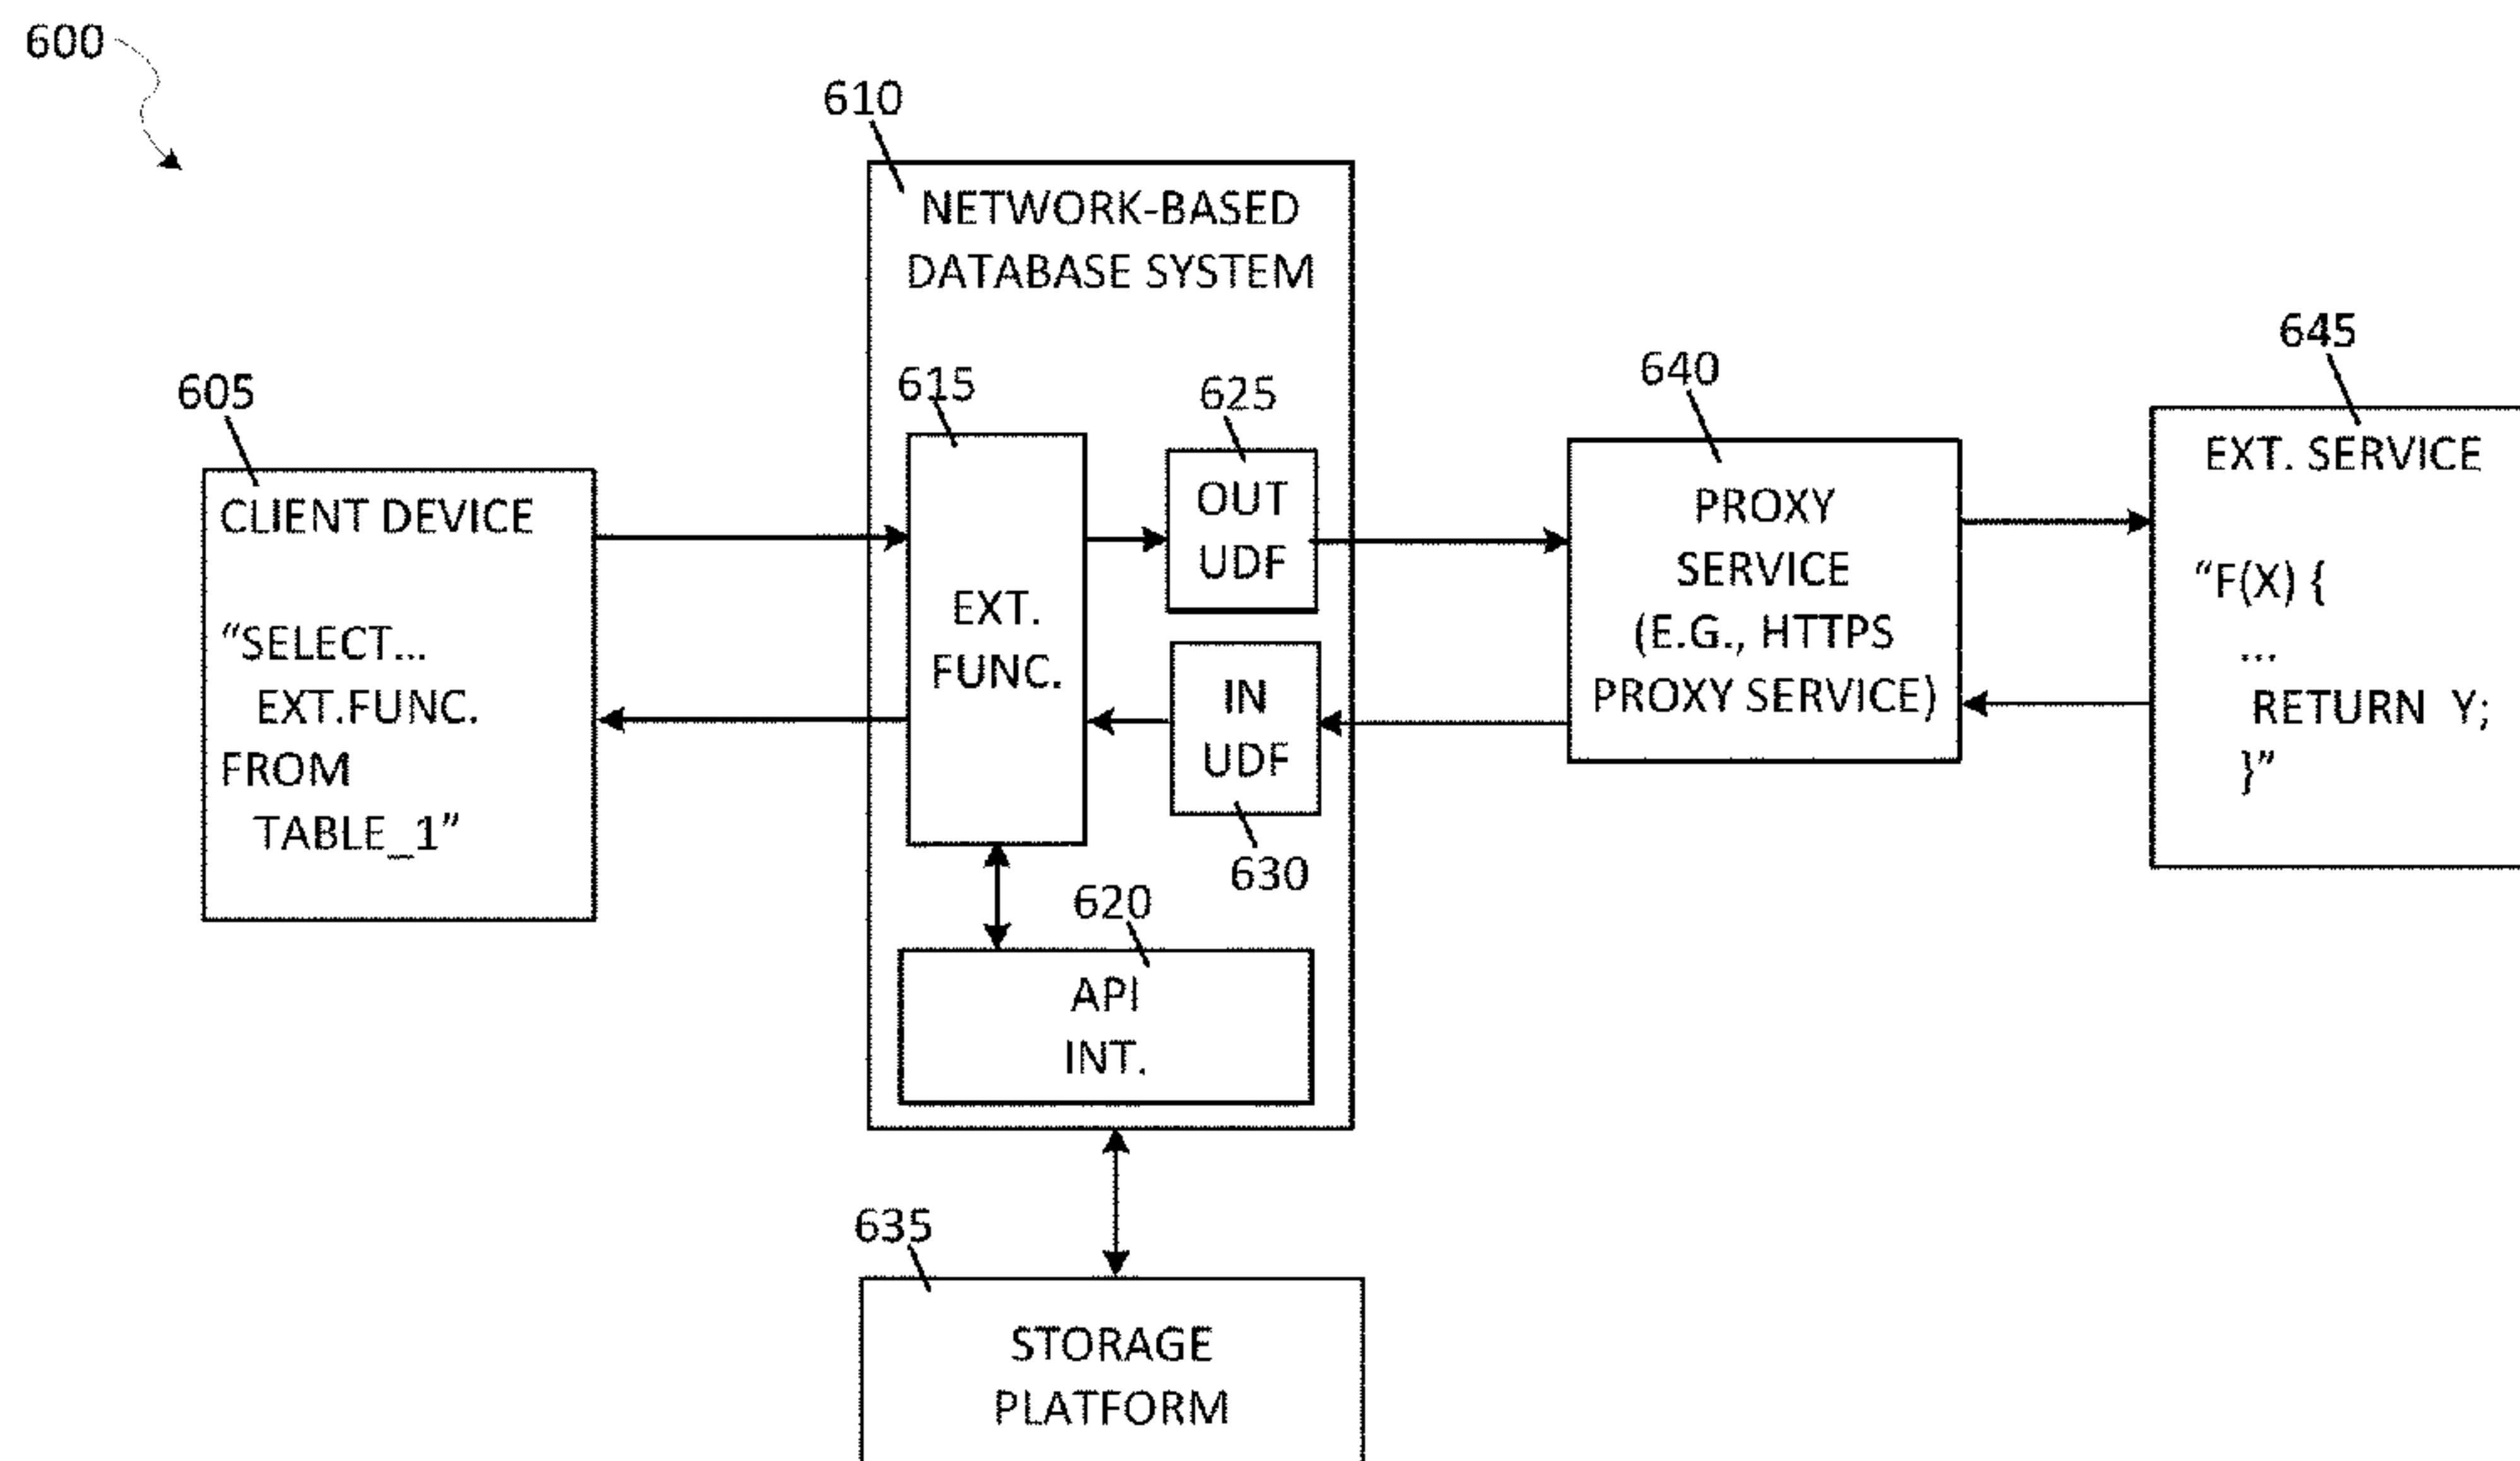 600
610
NETWORK-BASED
DATABASE SYSTEM
605
CLIENT DEVICE
“SELECT...
EXT.FUNC.
FROM
TABLE_1”
615
EXT.
FUNC.
625
OUT
UDF
IN
UDF
630
620
API
INT.
640
PROXY
SERVICE
(E.G., HTTPS
PROXY SERVICE)
645
EXT. SERVICE
“F(X) {
...
RETURN Y;
}”
635
STORAGE
PLATFORM